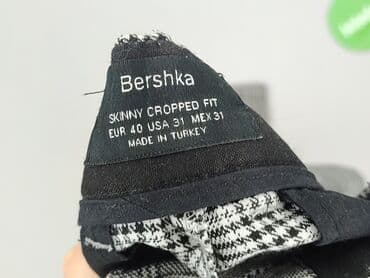 Bershka
SKINNY CROPPED FIT
EUR 40 USA 31 MEX 31
MADE IN TURKEY